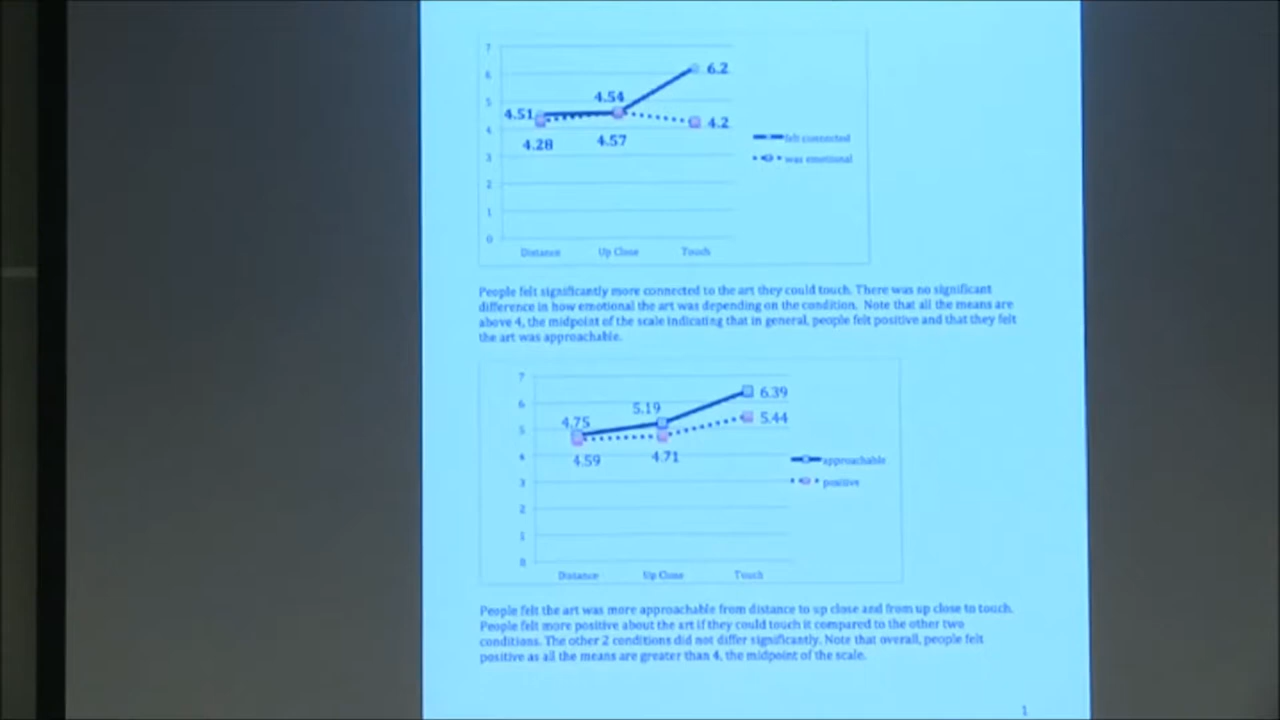 7
6
5
4
3
2
1
0
4.51
4.28
4.54
4.57
6.2
4.2
felt connected
was emotional
Distance Up Close Touch
People felt significantly more connected to the art they could touch. There was no significant
difference in how emotional the art was depending on the condition. Note that all the means are
above 4, the midpoint of the scale indicating that in general, people felt positive and that they felt
the art was approachable.
7
6
5
4
3
2
1
0
4.75
4.59
5.19
4.71
6.39
5.44
approachable
positive
Distance Up Close Touch
People felt the art was more approachable from distance to up close and from up close to touch.
People felt more positive about the art if they could touch it compared to the other two
conditions. The other 2 conditions did not differ significantly. Note that overall, people felt
positive as all the means are greater than 4, the midpoint of the scale.
1